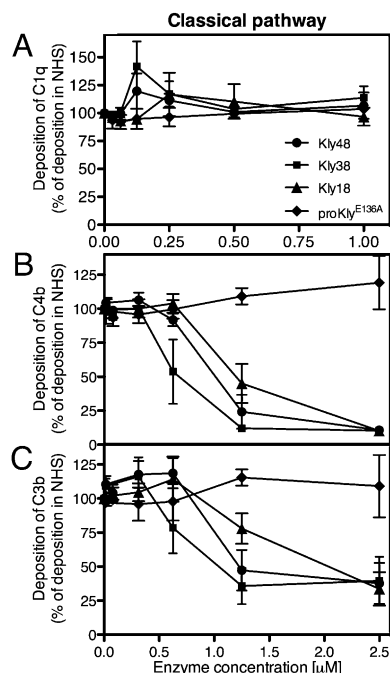 Classical pathway
A
Deposition of C1q
(% of deposition in NHS)
150
125
100
75
50
25
0
Kly48
Kly38
Kly18
proKly^E136A
0.00 0.25 0.50 0.75 1.00
B
Deposition of C4b
(% of deposition in NHS)
125
100
75
50
25
0
C
Deposition of C3b
(% of deposition in NHS)
125
100
75
50
25
0
0.0 0.5 1.0 1.5 2.0 2.5
Enzyme concentration [µM]